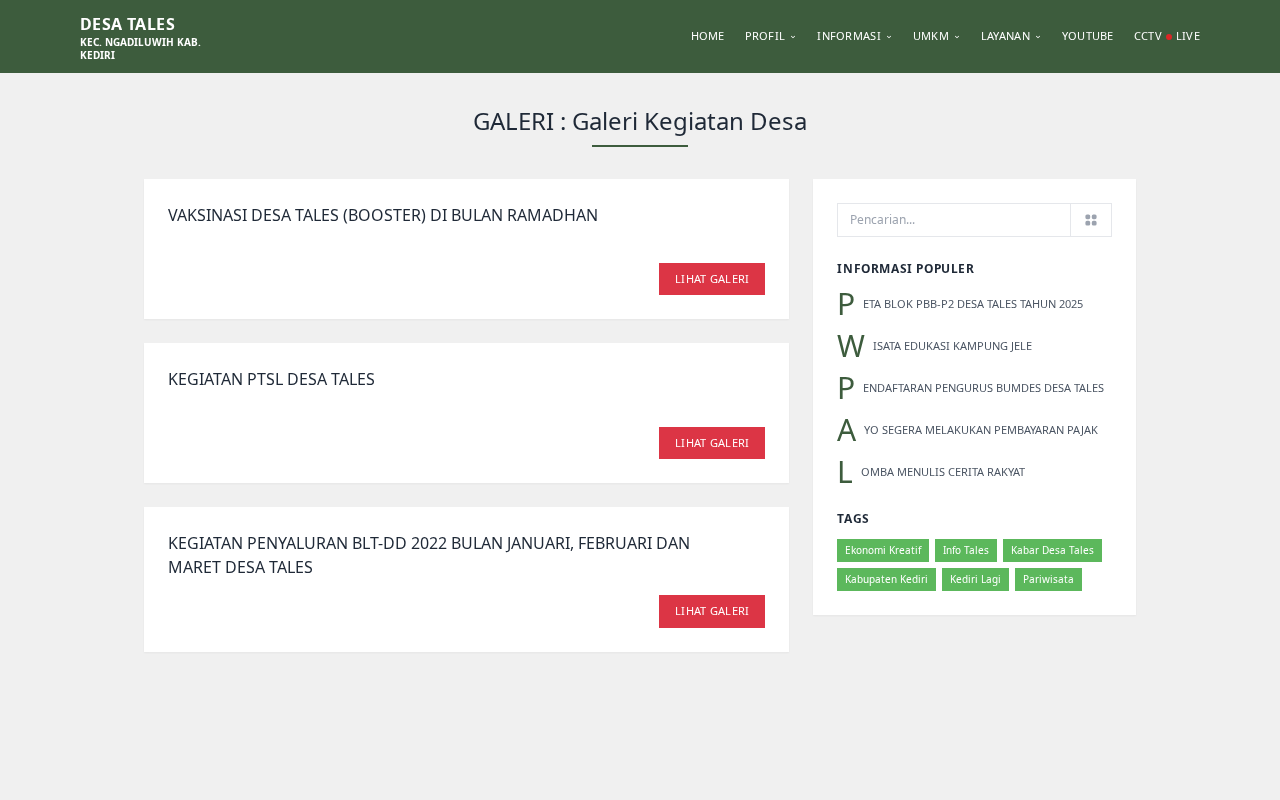 DESA TALES
KEC. NGADILUWIH KAB.
KEDIRI
HOME PROFIL INFORMASI UMKM LAYANAN YOUTUBE CCTV LIVE
GALERI : Galeri Kegiatan Desa
VAKSINASI DESA TALES (BOOSTER) DI BULAN RAMADHAN
LIHAT GALERI
KEGIATAN PTSL DESA TALES
LIHAT GALERI
KEGIATAN PENYALURAN BLT-DD 2022 BULAN JANUARI, FEBRUARI DAN
MARET DESA TALES
LIHAT GALERI
Pencarian...
INFORMASI POPULER
PETA BLOK PBB-P2 DESA TALES TAHUN 2025
WISATA EDUKASI KAMPUNG JELE
PENDAFTARAN PENGURUS BUMDES DESA TALES
AYO SEGERA MELAKUKAN PEMBAYARAN PAJAK
LOMBA MENULIS CERITA RAKYAT
TAGS
Ekonomi Kreatif Info Tales Kabar Desa Tales
Kabupaten Kediri Kediri Lagi Pariwisata